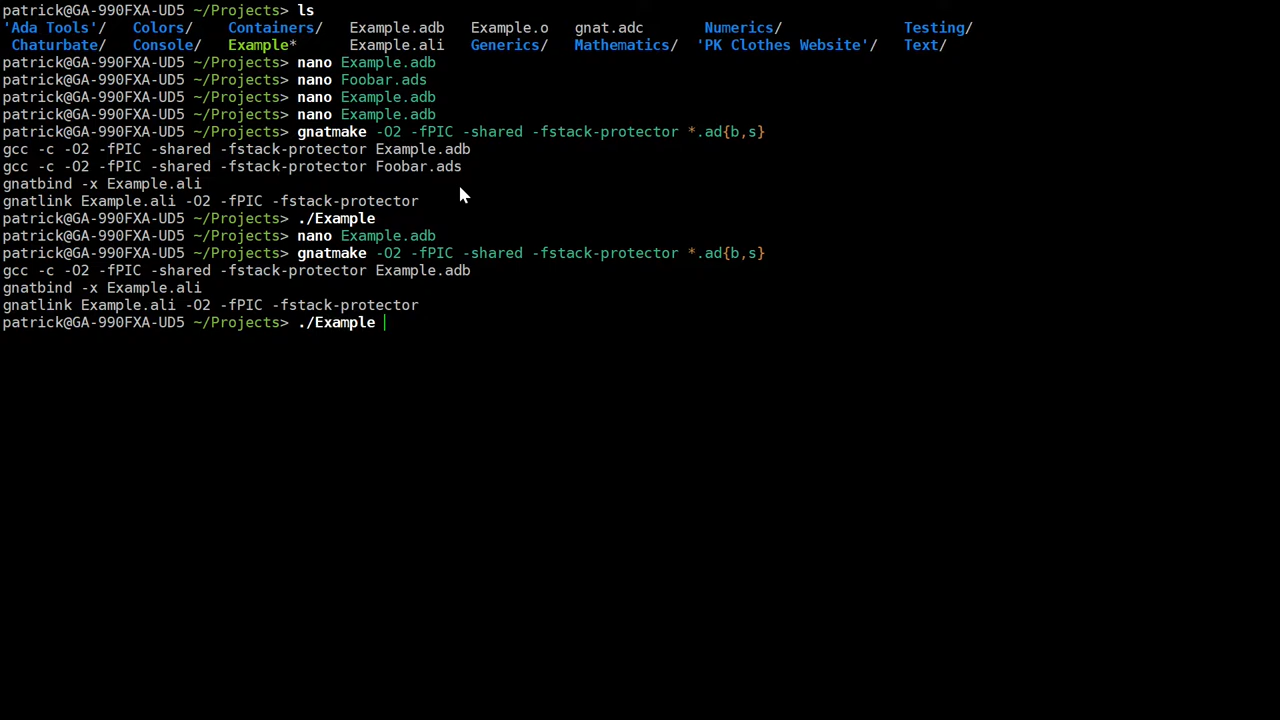 patrick@GA-990FXA-UD5 ~/Projects> ls
'Ada Tools'/   Colors/    Containers/   Example.adb   Example.o   gnat.adc       Numerics/               Testing/
 Chaturbate/    Console/   Example*      Example.ali   Generics/   Mathematics/  'PK Clothes Website'/   Text/
patrick@GA-990FXA-UD5 ~/Projects> nano Example.adb
patrick@GA-990FXA-UD5 ~/Projects> nano Foobar.ads
patrick@GA-990FXA-UD5 ~/Projects> nano Example.adb
patrick@GA-990FXA-UD5 ~/Projects> nano Example.adb
patrick@GA-990FXA-UD5 ~/Projects> gnatmake -O2 -fPIC -shared -fstack-protector *.ad{b,s}
gcc -c -O2 -fPIC -shared -fstack-protector Example.adb
gcc -c -O2 -fPIC -shared -fstack-protector Foobar.ads
gnatbind -x Example.ali
gnatlink Example.ali -O2 -fPIC -fstack-protector
patrick@GA-990FXA-UD5 ~/Projects> ./Example
patrick@GA-990FXA-UD5 ~/Projects> nano Example.adb
patrick@GA-990FXA-UD5 ~/Projects> gnatmake -O2 -fPIC -shared -fstack-protector *.ad{b,s}
gcc -c -O2 -fPIC -shared -fstack-protector Example.adb
gnatbind -x Example.ali
gnatlink Example.ali -O2 -fPIC -fstack-protector
patrick@GA-990FXA-UD5 ~/Projects> ./Example